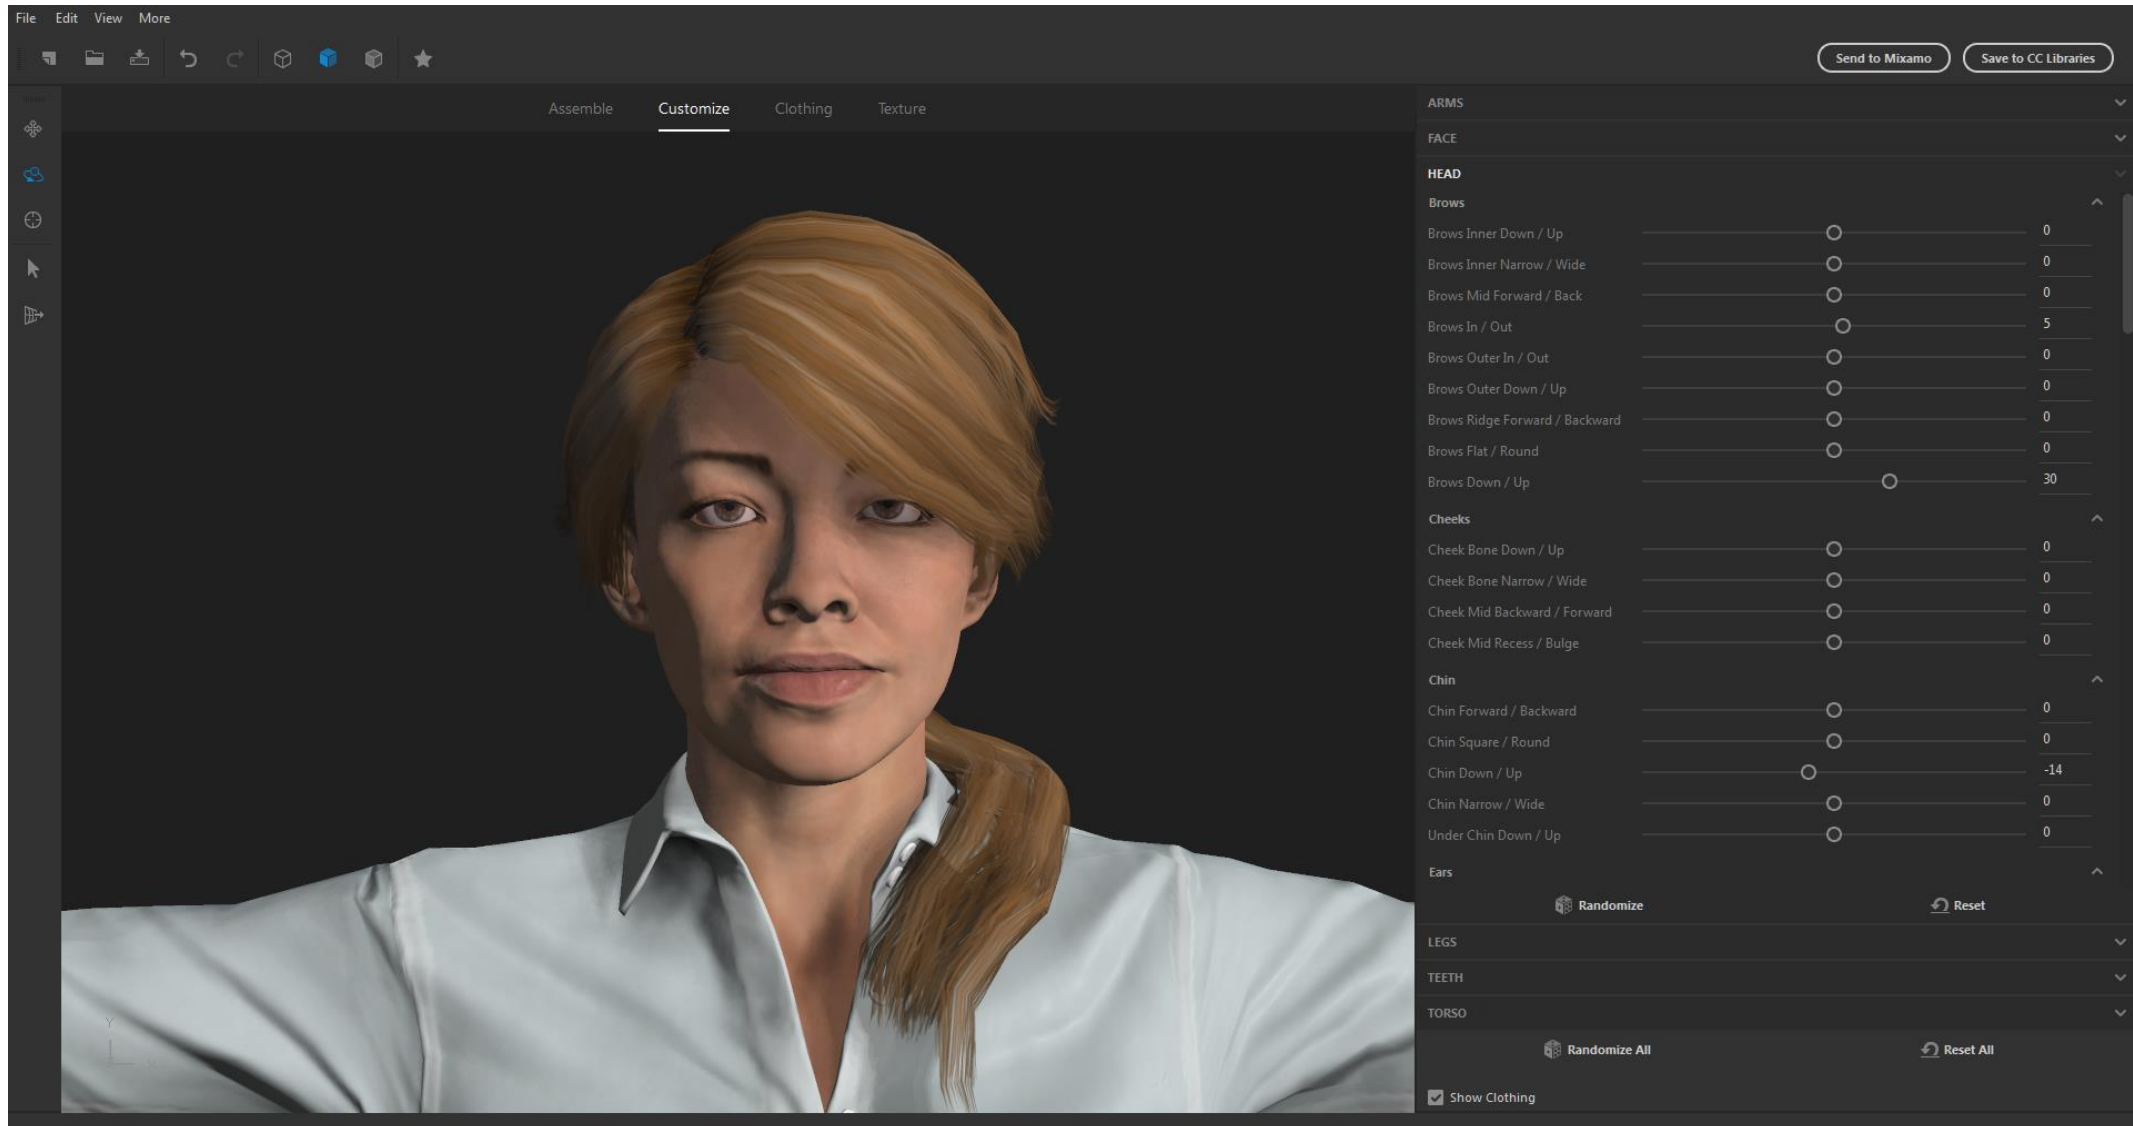 File Edit View More
Send to Mixamo Save to CC Libraries
Assemble Customize Clothing Texture
ARMS
FACE
HEAD
Brows
Brows Inner Down / Up 0
Brows Inner Narrow / Wide 0
Brows Mid Forward / Back 0
Brows In / Out 5
Brows Outer In / Out 0
Brows Outer Down / Up 0
Brows Ridge Forward / Backward 0
Brows Flat / Round 0
Brows Down / Up 30
Cheeks
Cheek Bone Down / Up 0
Cheek Bone Narrow / Wide 0
Cheek Mid Backward / Forward 0
Cheek Mid Recess / Bulge 0
Chin
Chin Forward / Backward 0
Chin Square / Round 0
Chin Down / Up -14
Chin Narrow / Wide 0
Under Chin Down / Up 0
Ears
Randomize Reset
LEGS
TEETH
TORSO
Randomize All Reset All
Show Clothing
Y